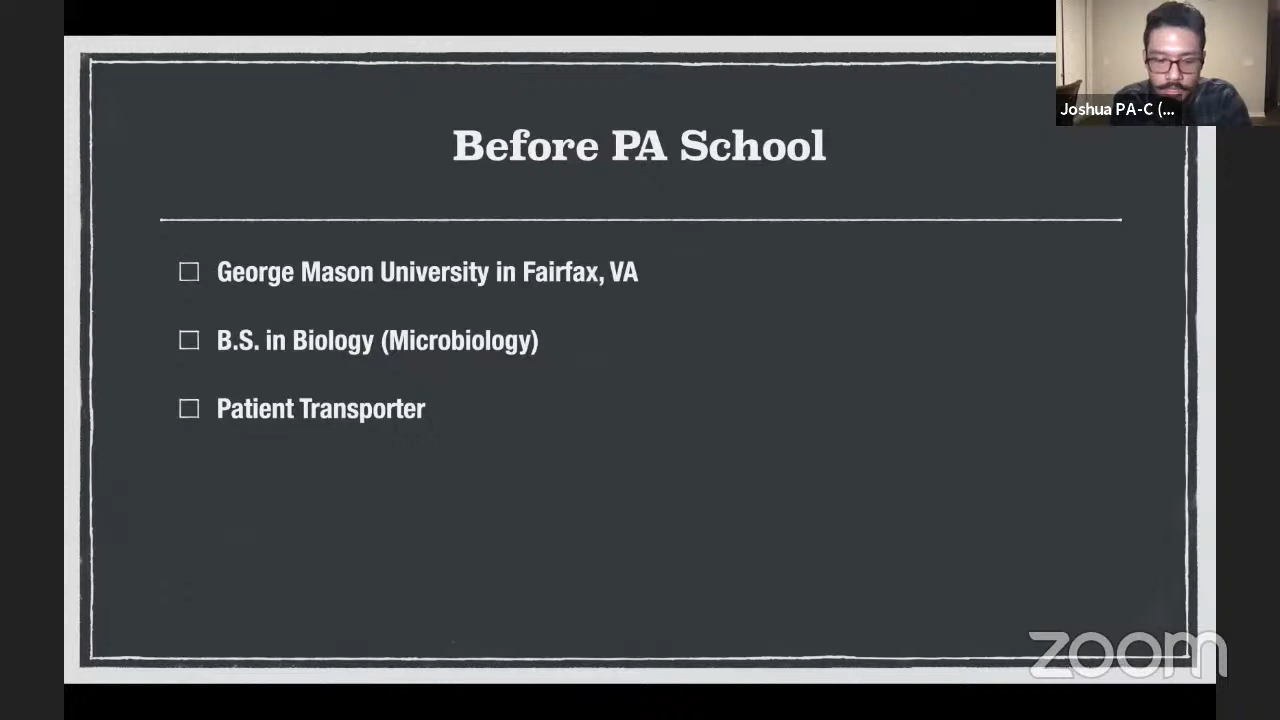 Joshua PA-C (...
Before PA School
George Mason University in Fairfax, VA
B.S. in Biology (Microbiology)
Patient Transporter
zoom